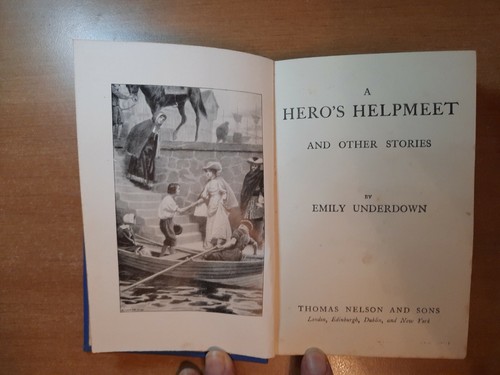 A
HERO'S HELPMEET
AND OTHER STORIES
BY
EMILY UNDERDOWN
THOMAS NELSON AND SONS
London, Edinburgh, Dublin, and New York